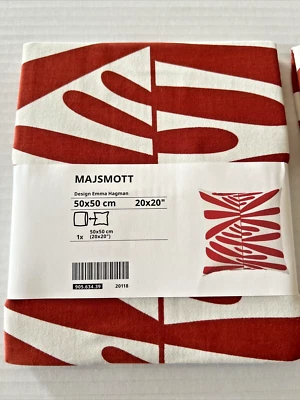 MAJSMOTT
Design Emma Hagman
50x50 cm 20x20"
50x50 cm
1x (20x20")
905.634.39 20118